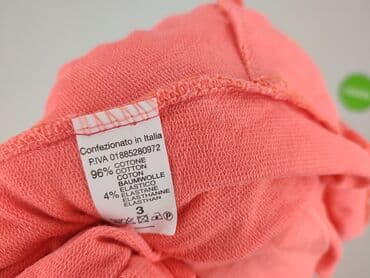 Confezionato in Italia
P.IVA 01885280972
96% COTONE
COTTON
COTON
BAUMWOLLE
4% ELASTICO
ELASTANE
ELASTHANNE
ELASTHAN
3